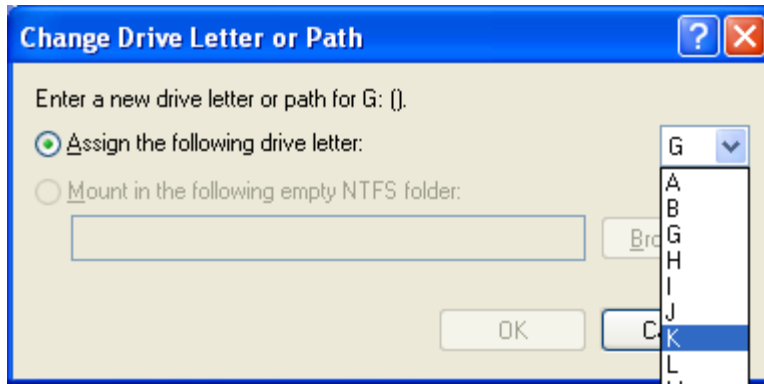 Change Drive Letter or Path
Enter a new drive letter or path for G: ().
Assign the following drive letter:
G
Mount in the following empty NTFS folder:
A
B
G
H
I
J
K
L
OK